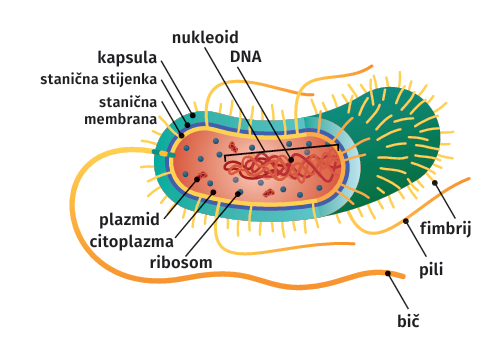 nukleoid
DNA
kapsula
stanična stijenka
stanična
membrana
plazmid
citoplazma
ribosom
fimbrij
pili
bič